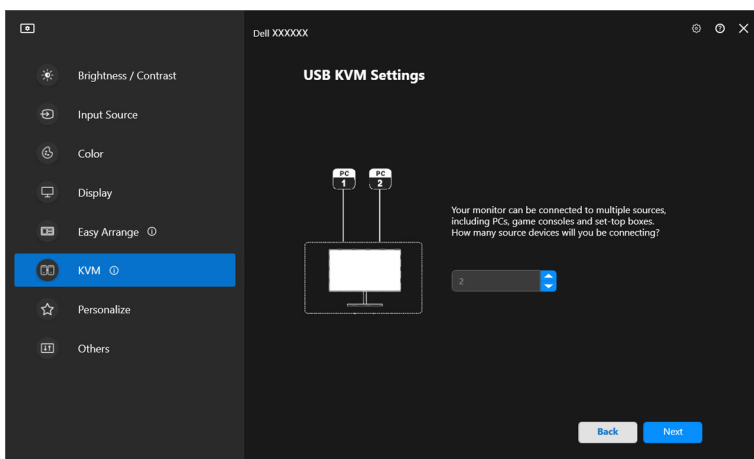 Dell XXXXXX
Brightness / Contrast
Input Source
Color
Display
Easy Arrange
KVM
Personalize
Others
USB KVM Settings
PC
1
PC
2
Your monitor can be connected to multiple sources,
including PCs, game consoles and set-top boxes.
How many source devices will you be connecting?
2
Back
Next